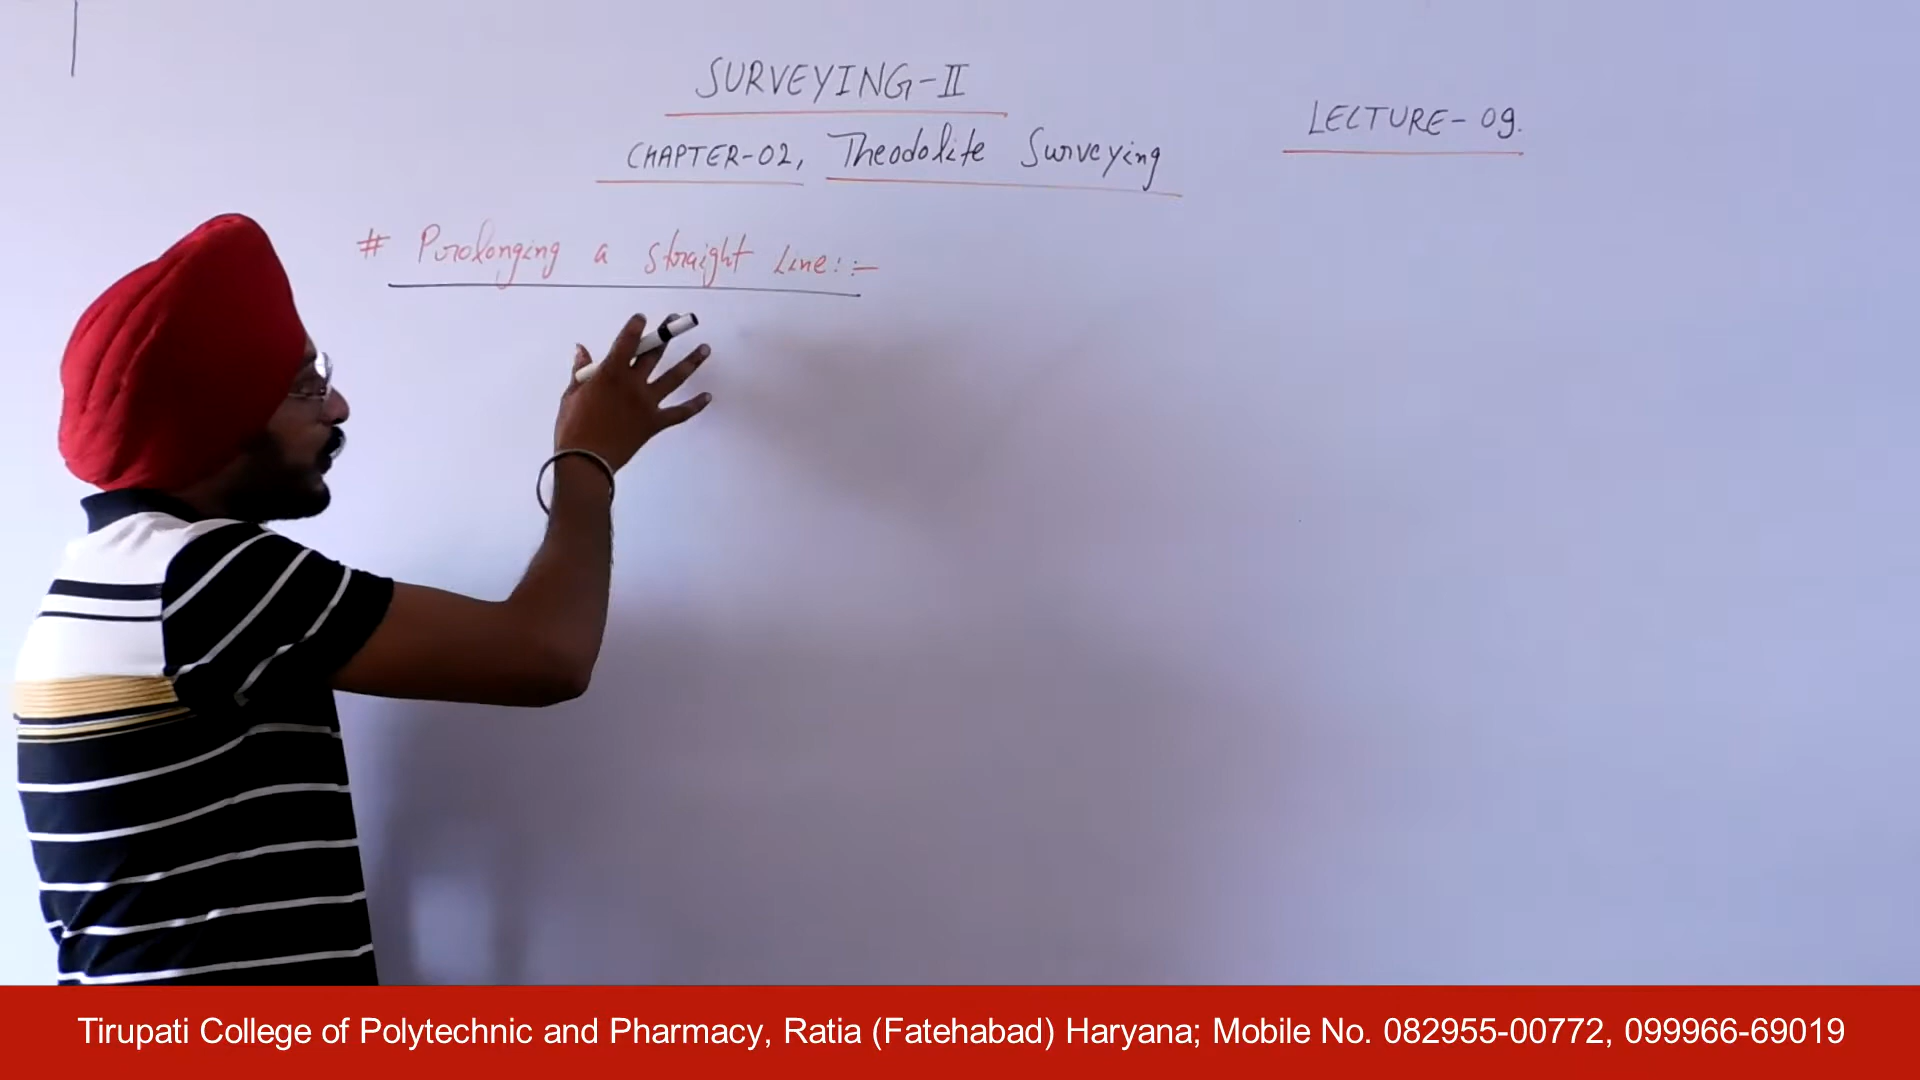 SURVEYING-II
LECTURE-09.
CHAPTER-02, Theodolite Surveying
# Prolonging a straight Line::-
Tirupati College of Polytechnic and Pharmacy, Ratia (Fatehabad) Haryana; Mobile No. 082955-00772, 099966-69019